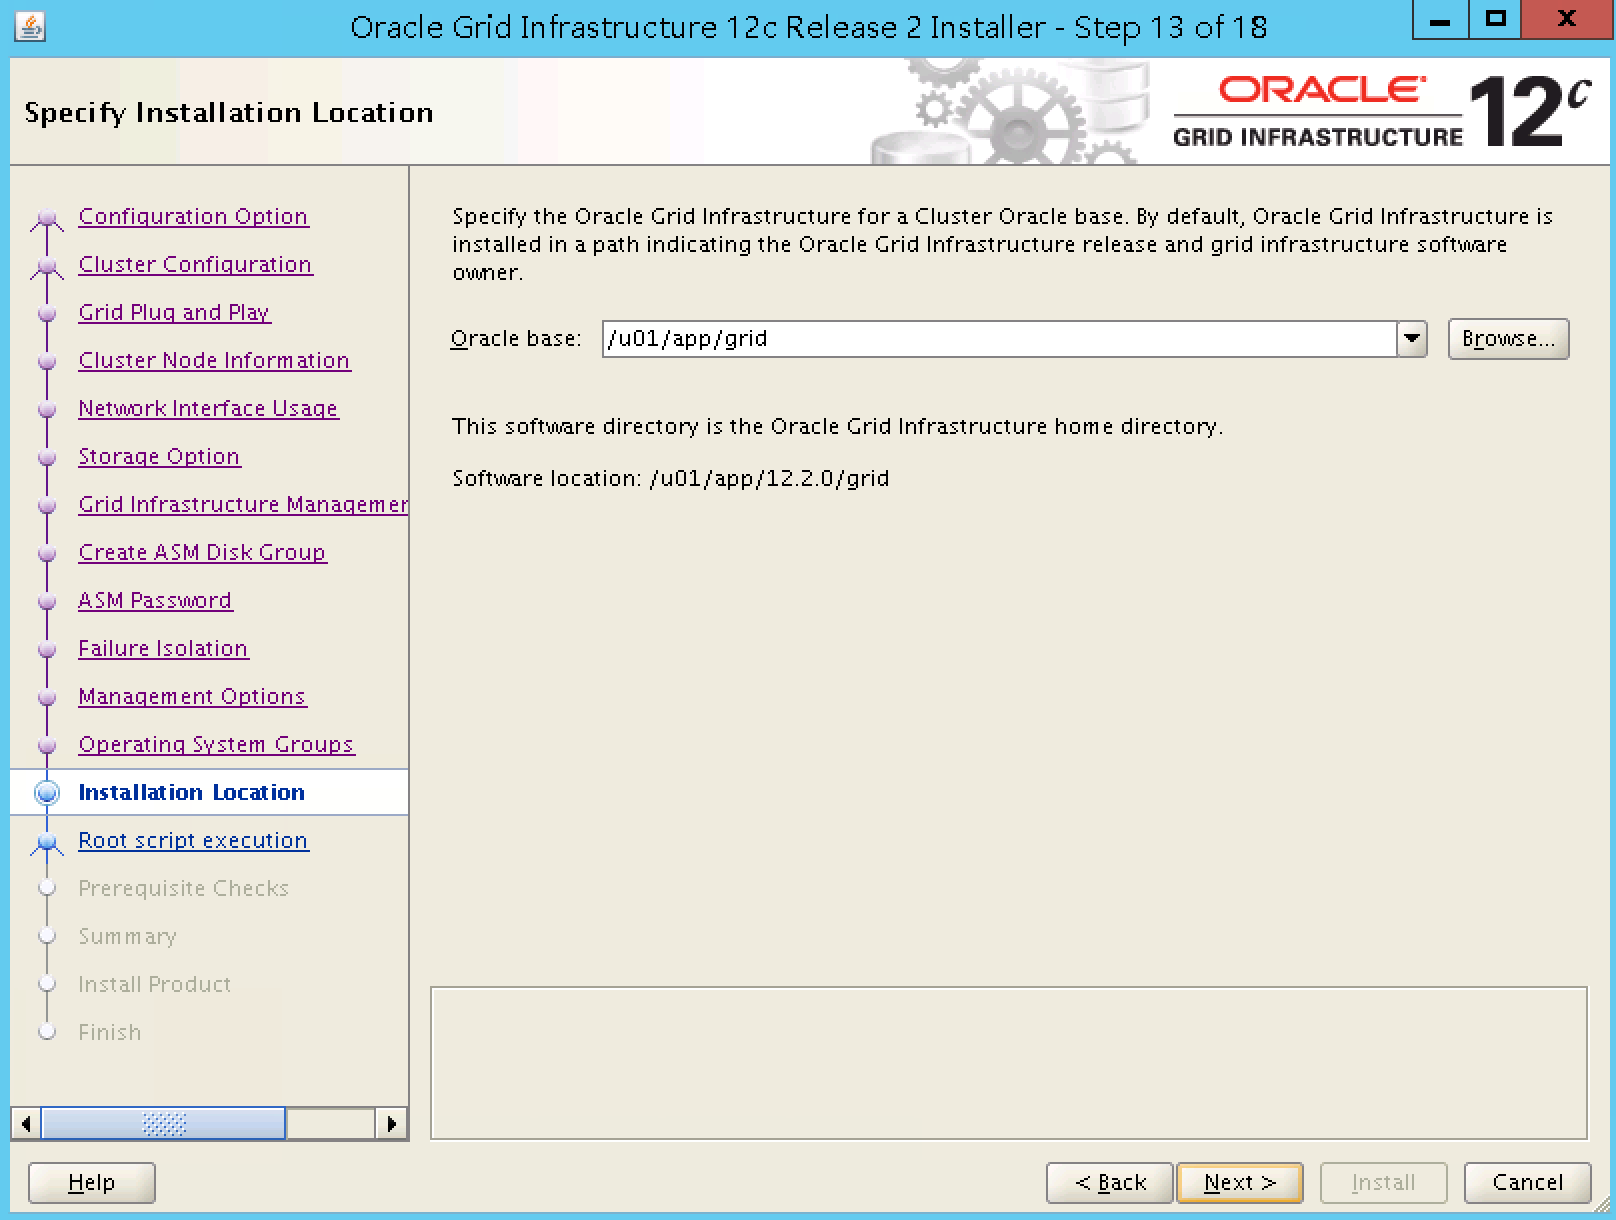 Oracle Grid Infrastructure 12c Release 2 Installer - Step 13 of 18
Specify Installation Location
ORACLE
GRID INFRASTRUCTURE
12c
Configuration Option
Cluster Configuration
Grid Plug and Play
Cluster Node Information
Network Interface Usage
Storage Option
Grid Infrastructure Managemer
Create ASM Disk Group
ASM Password
Failure Isolation
Management Options
Operating System Groups
Installation Location
Root script execution
Prerequisite Checks
Summary
Install Product
Finish
Specify the Oracle Grid Infrastructure for a Cluster Oracle base. By default, Oracle Grid Infrastructure is
installed in a path indicating the Oracle Grid Infrastructure release and grid infrastructure software
owner.
Oracle base: /u01/app/grid Browse...
This software directory is the Oracle Grid Infrastructure home directory.
Software location: /u01/app/12.2.0/grid
Help
< Back
Next >
Install
Cancel